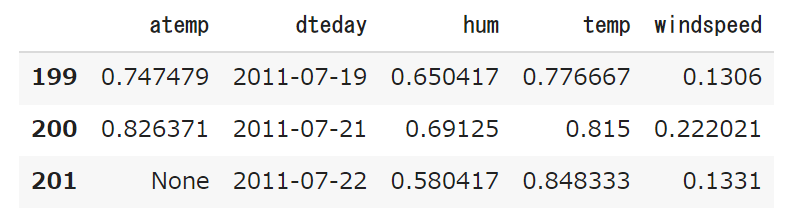 atemp dteday hum temp windspeed
199 0.747479 2011-07-19 0.650417 0.776667 0.1306
200 0.826371 2011-07-21 0.69125 0.815 0.222021
201 None 2011-07-22 0.580417 0.848333 0.1331